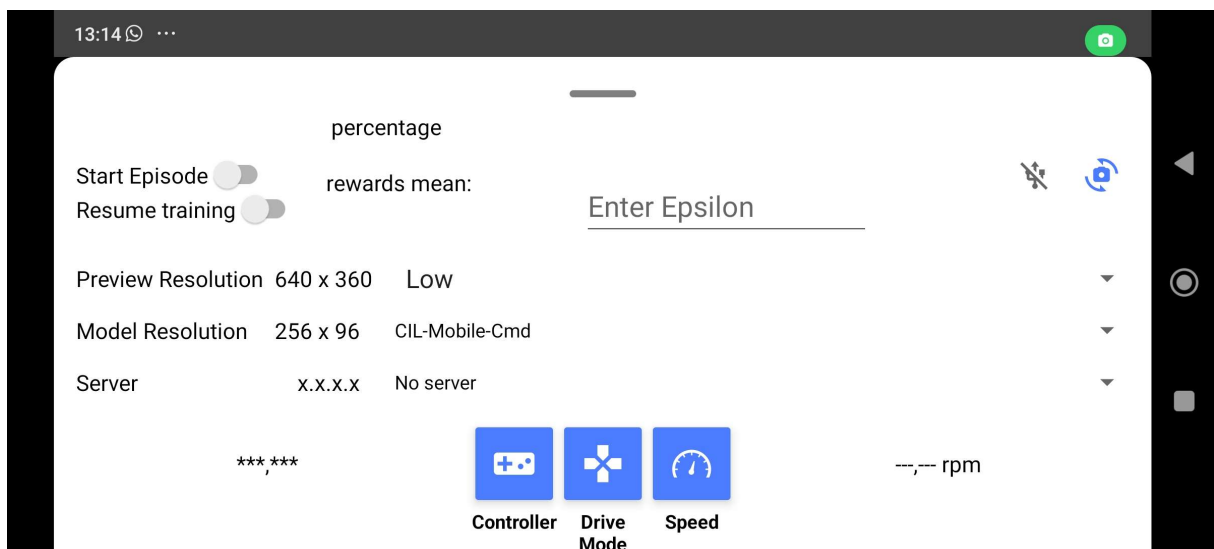 13:14
percentage
Start Episode
rewards mean:
Resume training
Enter Epsilon
Preview Resolution 640 x 360 Low
Model Resolution 256 x 96 CIL-Mobile-Cmd
Server x.x.x.x No server
***,***
---,--- rpm
Controller
Drive
Mode
Speed